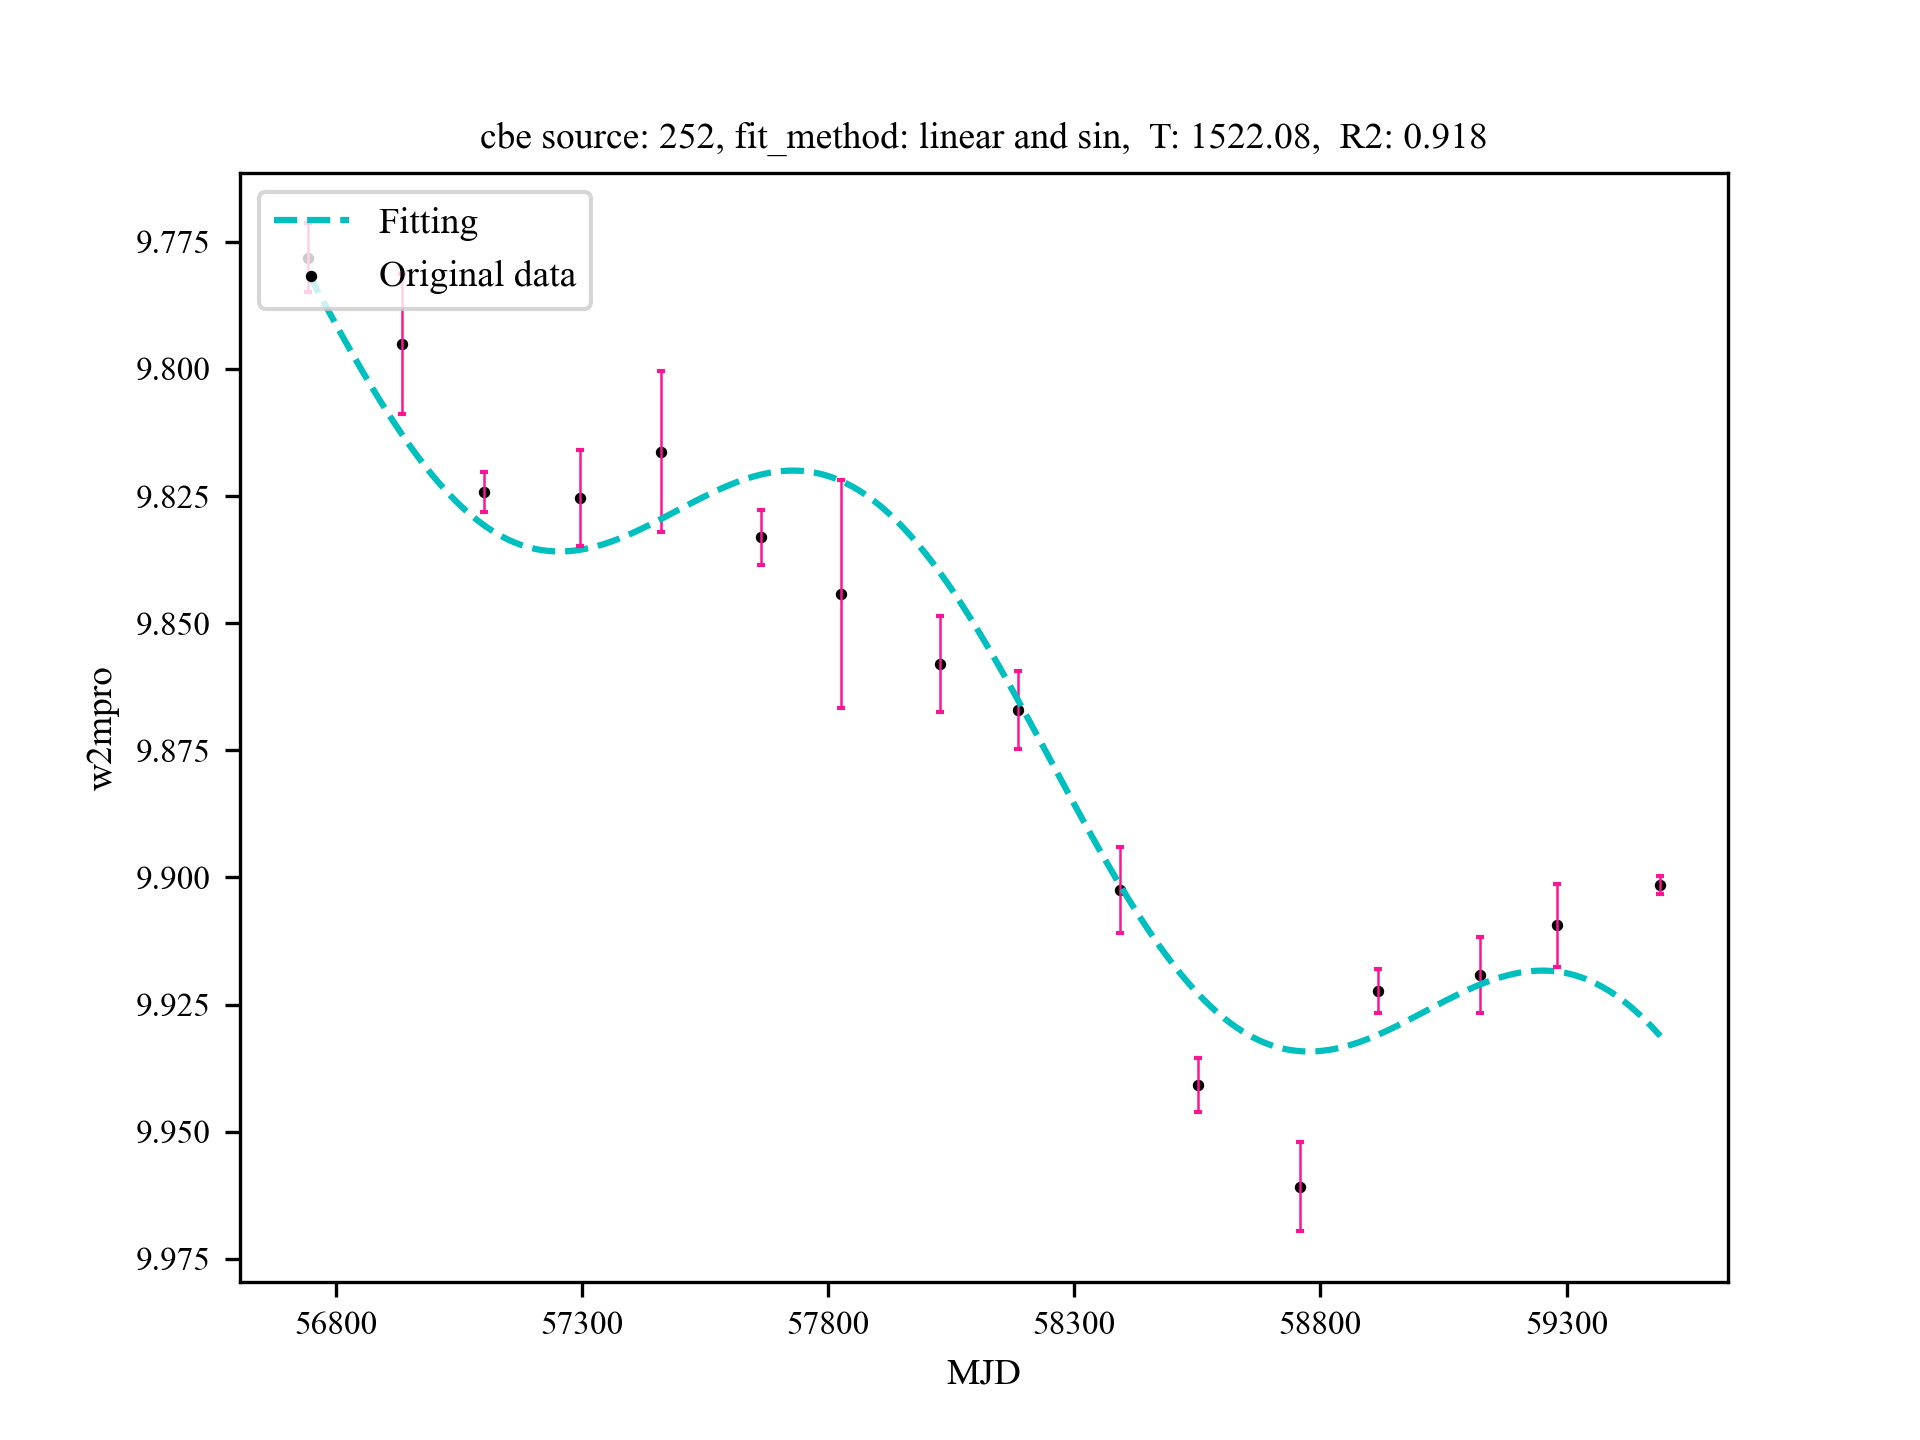 cbe source: 252, fit_method: linear and sin,  T: 1522.08,  R2: 0.918
Fitting
Original data
9.775
9.800
9.825
9.850
9.875
9.900
9.925
9.950
9.975
w2mpro
56800 57300 57800 58300 58800 59300
MJD